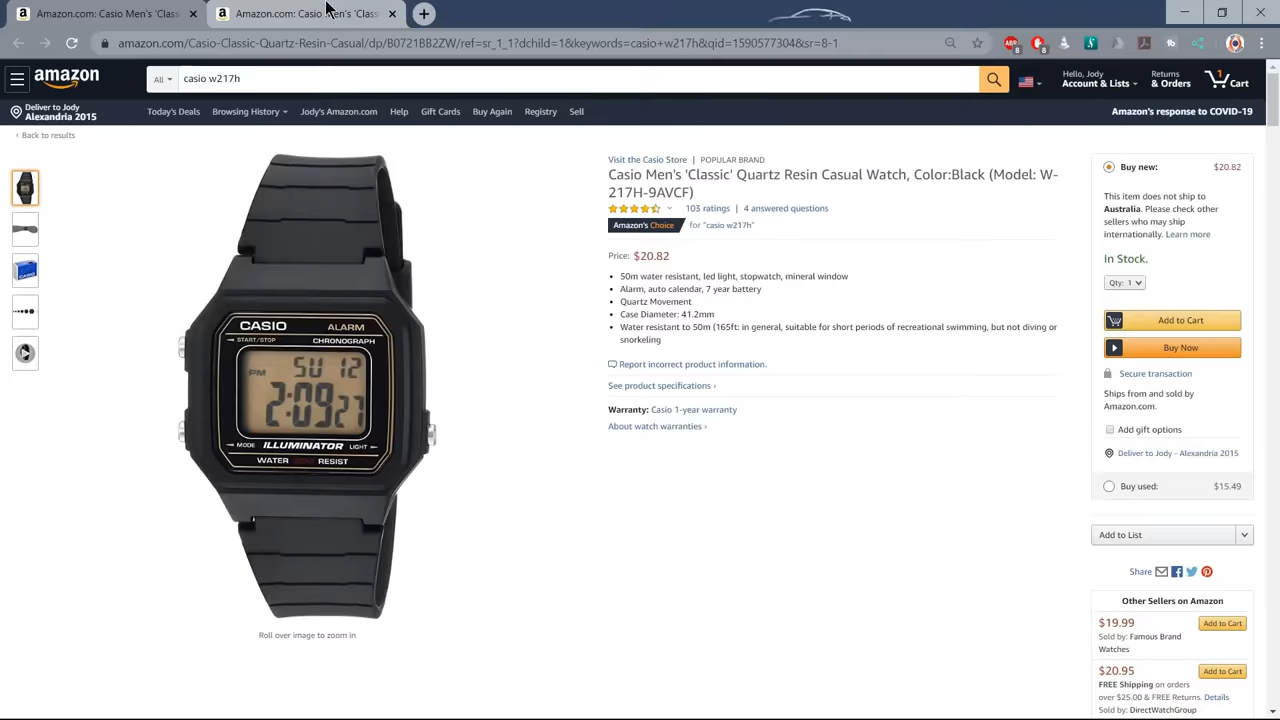 Amazon.com: Casio Men's 'Classic
Amazon.com: Casio Men's 'Classic
amazon.com/Casio-Classic-Quartz-Resin-Casual/dp/B0721BB2ZW/ref=sr_1_1?dchild=1&keywords=casio+w217h&qid=1590577304&sr=8-1
ABP 8
8
amazon
All
casio w217h
Hello, Jody
Account & Lists
Returns
& Orders
1
Cart
Deliver to Jody
Alexandria 2015
Today's Deals Browsing History Jody's Amazon.com Help Gift Cards Buy Again Registry Sell
Amazon's response to COVID-19
‹ Back to results
CASIO ALARM
START/STOP CHRONOGRAPH
PM SU 12
2:09 27
MODE ILLUMINATOR LIGHT
WATER RESIST
Roll over image to zoom in
Visit the Casio Store | POPULAR BRAND
Casio Men's 'Classic' Quartz Resin Casual Watch, Color:Black (Model: W-
217H-9AVCF)
103 ratings | 4 answered questions
Amazon's Choice for "casio w217h"
Price: $20.82
• 50m water resistant, led light, stopwatch, mineral window
• Alarm, auto calendar, 7 year battery
• Quartz Movement
• Case Diameter: 41.2mm
• Water resistant to 50m (165ft: in general, suitable for short periods of recreational swimming, but not diving or
snorkeling
Report incorrect product information.
See product specifications ›
Warranty: Casio 1-year warranty
About watch warranties ›
Buy new: $20.82
This item does not ship to
Australia. Please check other
sellers who may ship
internationally. Learn more
In Stock.
Qty: 1
Add to Cart
Buy Now
Secure transaction
Ships from and sold by
Amazon.com.
Add gift options
Deliver to Jody - Alexandria 2015
Buy used: $15.49
Add to List
Share
Other Sellers on Amazon
$19.99 Add to Cart
Sold by: Famous Brand
Watches
$20.95 Add to Cart
FREE Shipping on orders
over $25.00 & FREE Returns. Details
Sold by: DirectWatchGroup